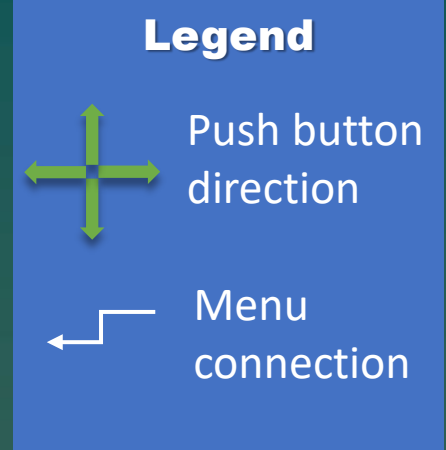 Legend
Push button
direction
Menu
connection